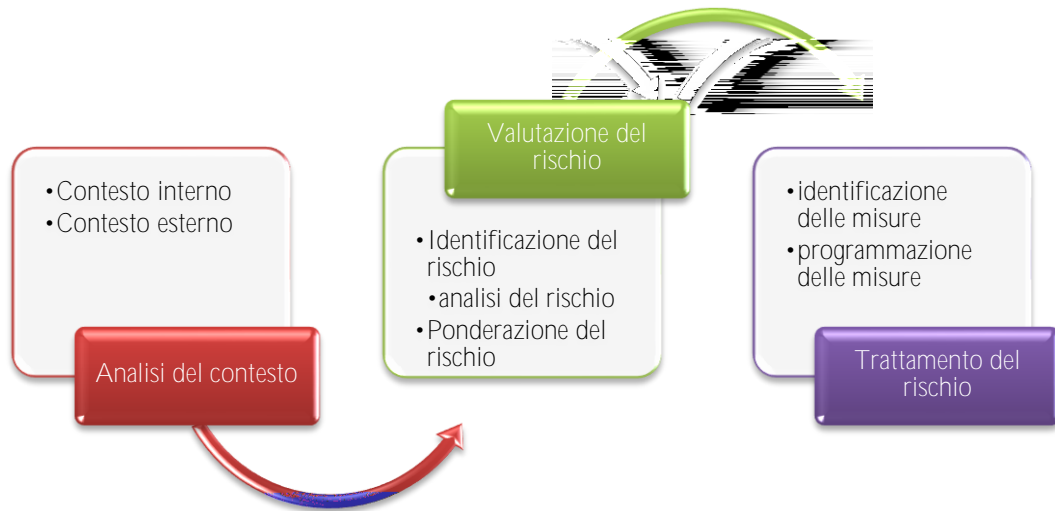 •Contesto interno
•Contesto esterno
Analisi del contesto
Valutazione del
rischio
•Identificazione del
rischio
•analisi del rischio
•Ponderazione del
rischio
•identificazione
delle misure
•programmazione
delle misure
Trattamento del
rischio